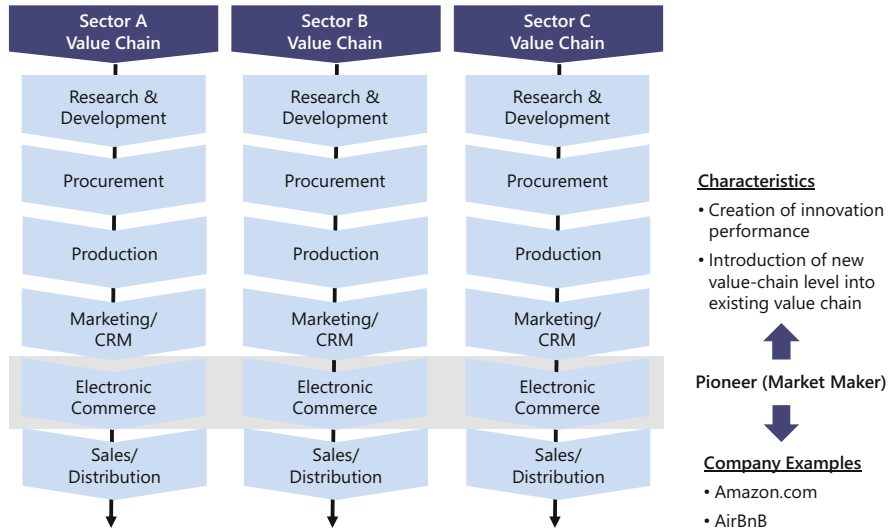 Sector A
Value Chain
Research &
Development
Procurement
Production
Marketing/
CRM
Electronic
Commerce
Sales/
Distribution
Sector B
Value Chain
Research &
Development
Procurement
Production
Marketing/
CRM
Electronic
Commerce
Sales/
Distribution
Sector C
Value Chain
Research &
Development
Procurement
Production
Marketing/
CRM
Electronic
Commerce
Sales/
Distribution
Characteristics
• Creation of innovation
performance
• Introduction of new
value-chain level into
existing value chain
Pioneer (Market Maker)
Company Examples
• Amazon.com
• AirBnB